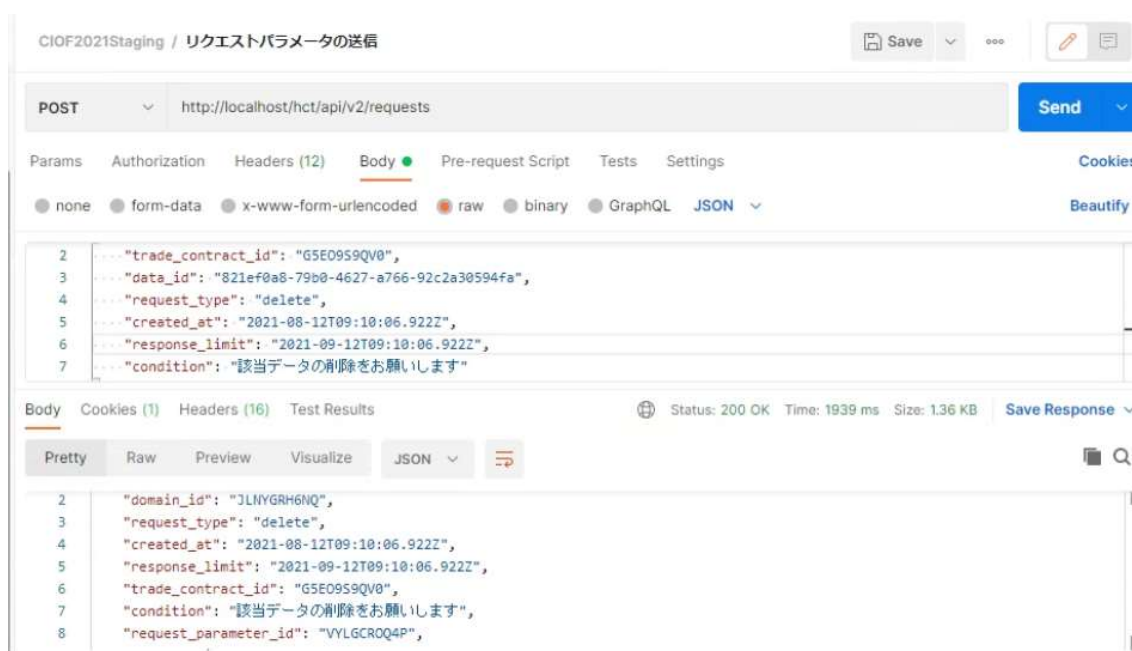 CIOF2021Staging / リクエストパラメータの送信 Save ooo
POST http://localhost/hct/api/v2/requests Send
Params Authorization Headers (12) Body Pre-request Script Tests Settings Cookies
none form-data x-www-form-urlencoded raw binary GraphQL JSON Beautify
2 "trade_contract_id": "G5EO9S9QV0",
3 "data_id": "821ef0a8-79b0-4627-a766-92c2a30594fa",
4 "request_type": "delete",
5 "created_at": "2021-08-12T09:10:06.922Z",
6 "response_limit": "2021-09-12T09:10:06.922Z",
7 "condition": "該当データの削除をお願いします"
Body Cookies (1) Headers (16) Test Results Status: 200 OK Time: 1939 ms Size: 1.36 KB Save Response
Pretty Raw Preview Visualize JSON
2 "domain_id": "JLNYGRH6NQ",
3 "request_type": "delete",
4 "created_at": "2021-08-12T09:10:06.922Z",
5 "response_limit": "2021-09-12T09:10:06.922Z",
6 "trade_contract_id": "G5EO9S9QV0",
7 "condition": "該当データの削除をお願いします",
8 "request_parameter_id": "VYLGCROQ4P",